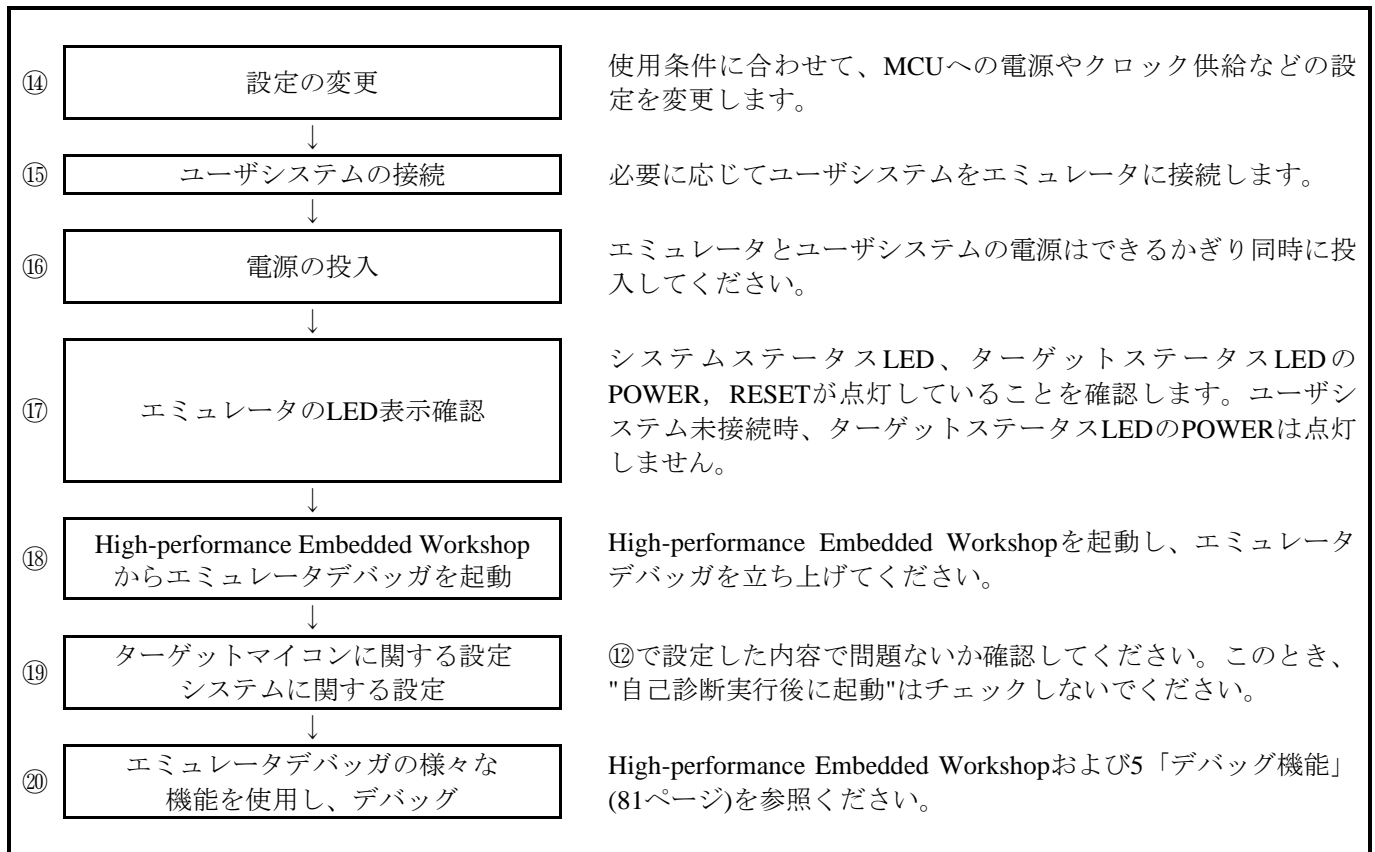 ⑭
設定の変更
使用条件に合わせて、MCUへの電源やクロック供給などの設
定を変更します。
↓
⑮
ユーザシステムの接続
必要に応じてユーザシステムをエミュレータに接続します。
↓
⑯
電源の投入
エミュレータとユーザシステムの電源はできるかぎり同時に投
入してください。
↓
⑰
エミュレータのLED表示確認
システムステータスLED、ターゲットステータスLEDの
POWER，RESETが点灯していることを確認します。ユーザシ
ステム未接続時、ターゲットステータスLEDのPOWERは点灯
しません。
↓
⑱
High-performance Embedded Workshop
からエミュレータデバッガを起動
High-performance Embedded Workshopを起動し、エミュレータ
デバッガを立ち上げてください。
↓
⑲
ターゲットマイコンに関する設定
システムに関する設定
⑫で設定した内容で問題ないか確認してください。このとき、
"自己診断実行後に起動"はチェックしないでください。
↓
⑳
エミュレータデバッガの様々な
機能を使用し、デバッグ
High-performance Embedded Workshopおよび5「デバッグ機能」
(81ページ)を参照ください。